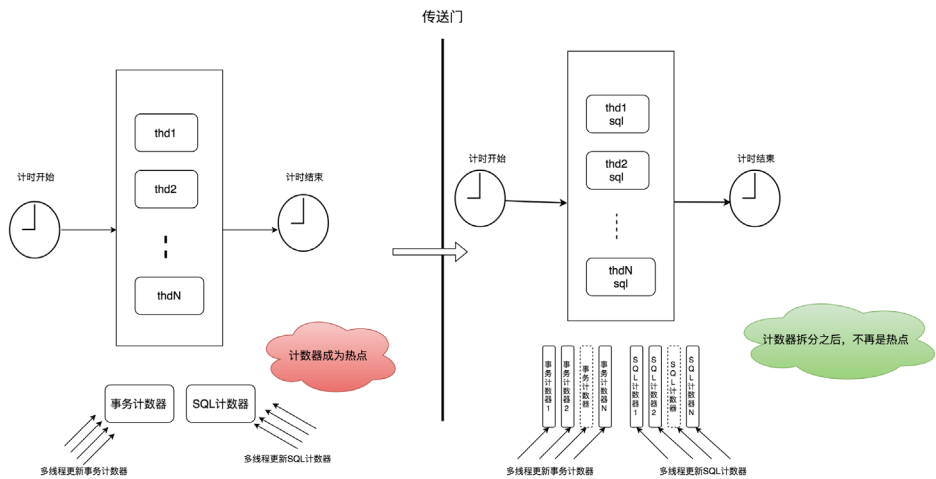 传送门
计时开始
thd1
thd2
thdN
计时结束
计数器成为热点
事务计数器
SQL计数器
多线程更新事务计数器
多线程更新SQL计数器
计时开始
thd1
sql
thd2
sql
thdN
sql
计时结束
计数器拆分之后，不再是热点
事务计数器1
事务计数器2
事务计数器
事务计数器N
SQL计数器1
SQL计数器2
SQL计数器
SQL计数器N
多线程更新事务计数器
多线程更新SQL计数器